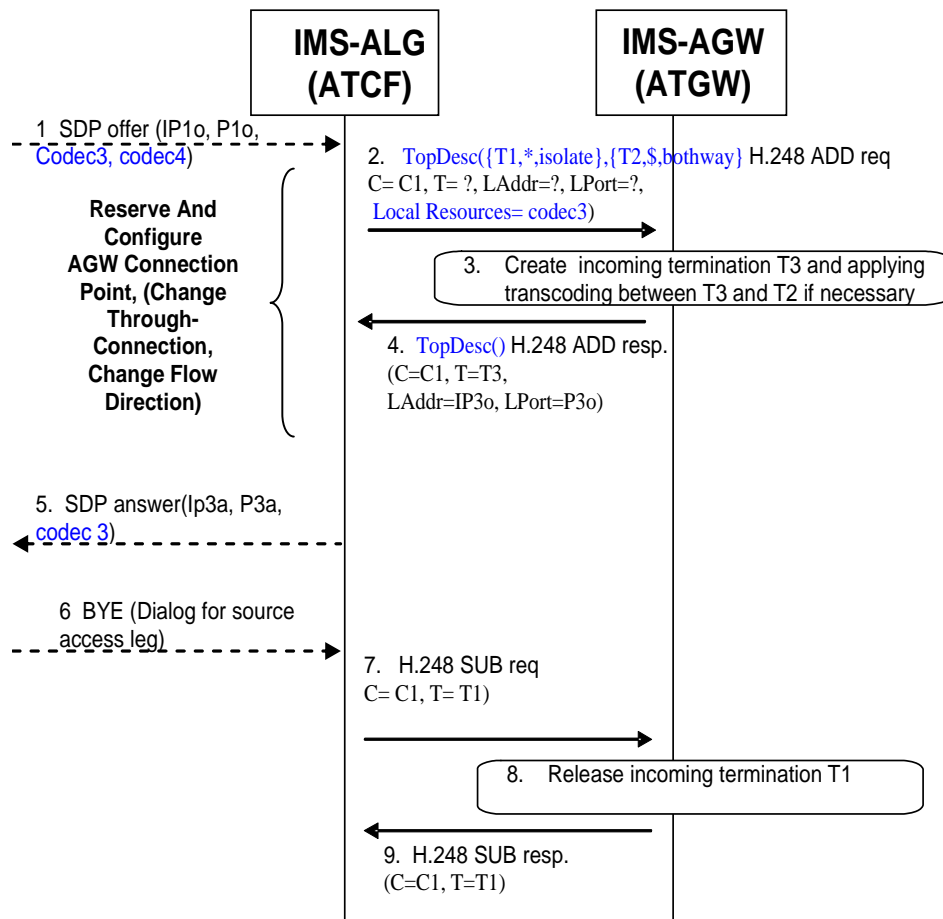 IMS-ALG
(ATCF)
IMS-AGW
(ATGW)
1 SDP offer (IP1o, P1o,
Codec3, codec4)
2. TopDesc({T1,*,isolate},{T2,$,bothway} H.248 ADD req
C= C1, T= ?, LAddr=?, LPort=?,
Local Resources= codec3)
Reserve And
Configure
AGW Connection
Point, (Change
Through-
Connection,
Change Flow
Direction)
3. Create incoming termination T3 and applying
transcoding between T3 and T2 if necessary
4. TopDesc() H.248 ADD resp.
(C=C1, T=T3,
LAddr=IP3o, LPort=P3o)
5. SDP answer(Ip3a, P3a,
codec 3)
6 BYE (Dialog for source
access leg)
7. H.248 SUB req
C= C1, T= T1)
8. Release incoming termination T1
9. H.248 SUB resp.
(C=C1, T=T1)